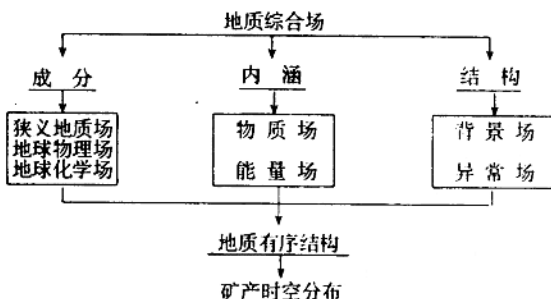 地质综合场
成分
内涵
结构
狭义地质场
地球物理场
地球化学场
物质场
能量场
背景场
异常场
地质有序结构
矿产时空分布